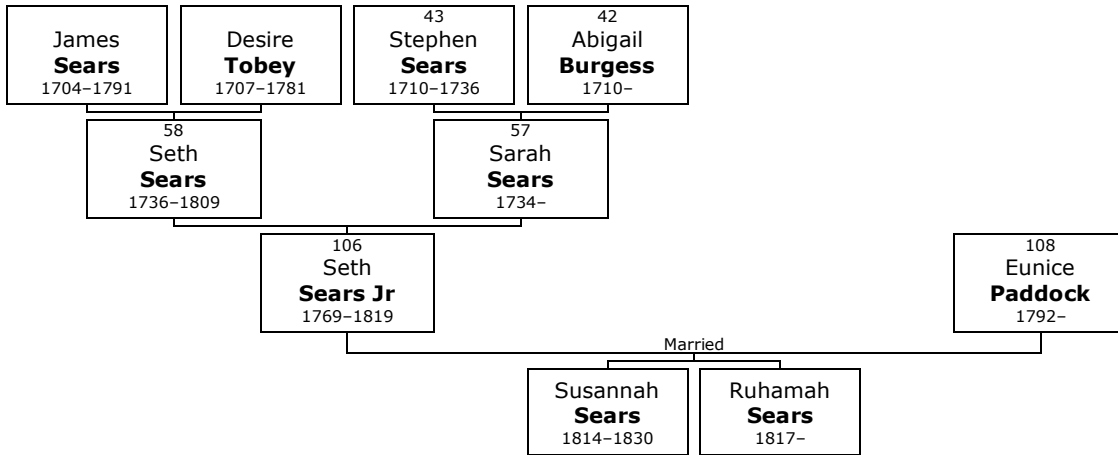 James
Sears
1704–1791
Desire
Tobey
1707–1781
43
Stephen
Sears
1710–1736
42
Abigail
Burgess
1710–
58
Seth
Sears
1736–1809
57
Sarah
Sears
1734–
106
Seth
Sears Jr
1769–1819
108
Eunice
Paddock
1792–
Married
Susannah
Sears
1814–1830
Ruhamah
Sears
1817–